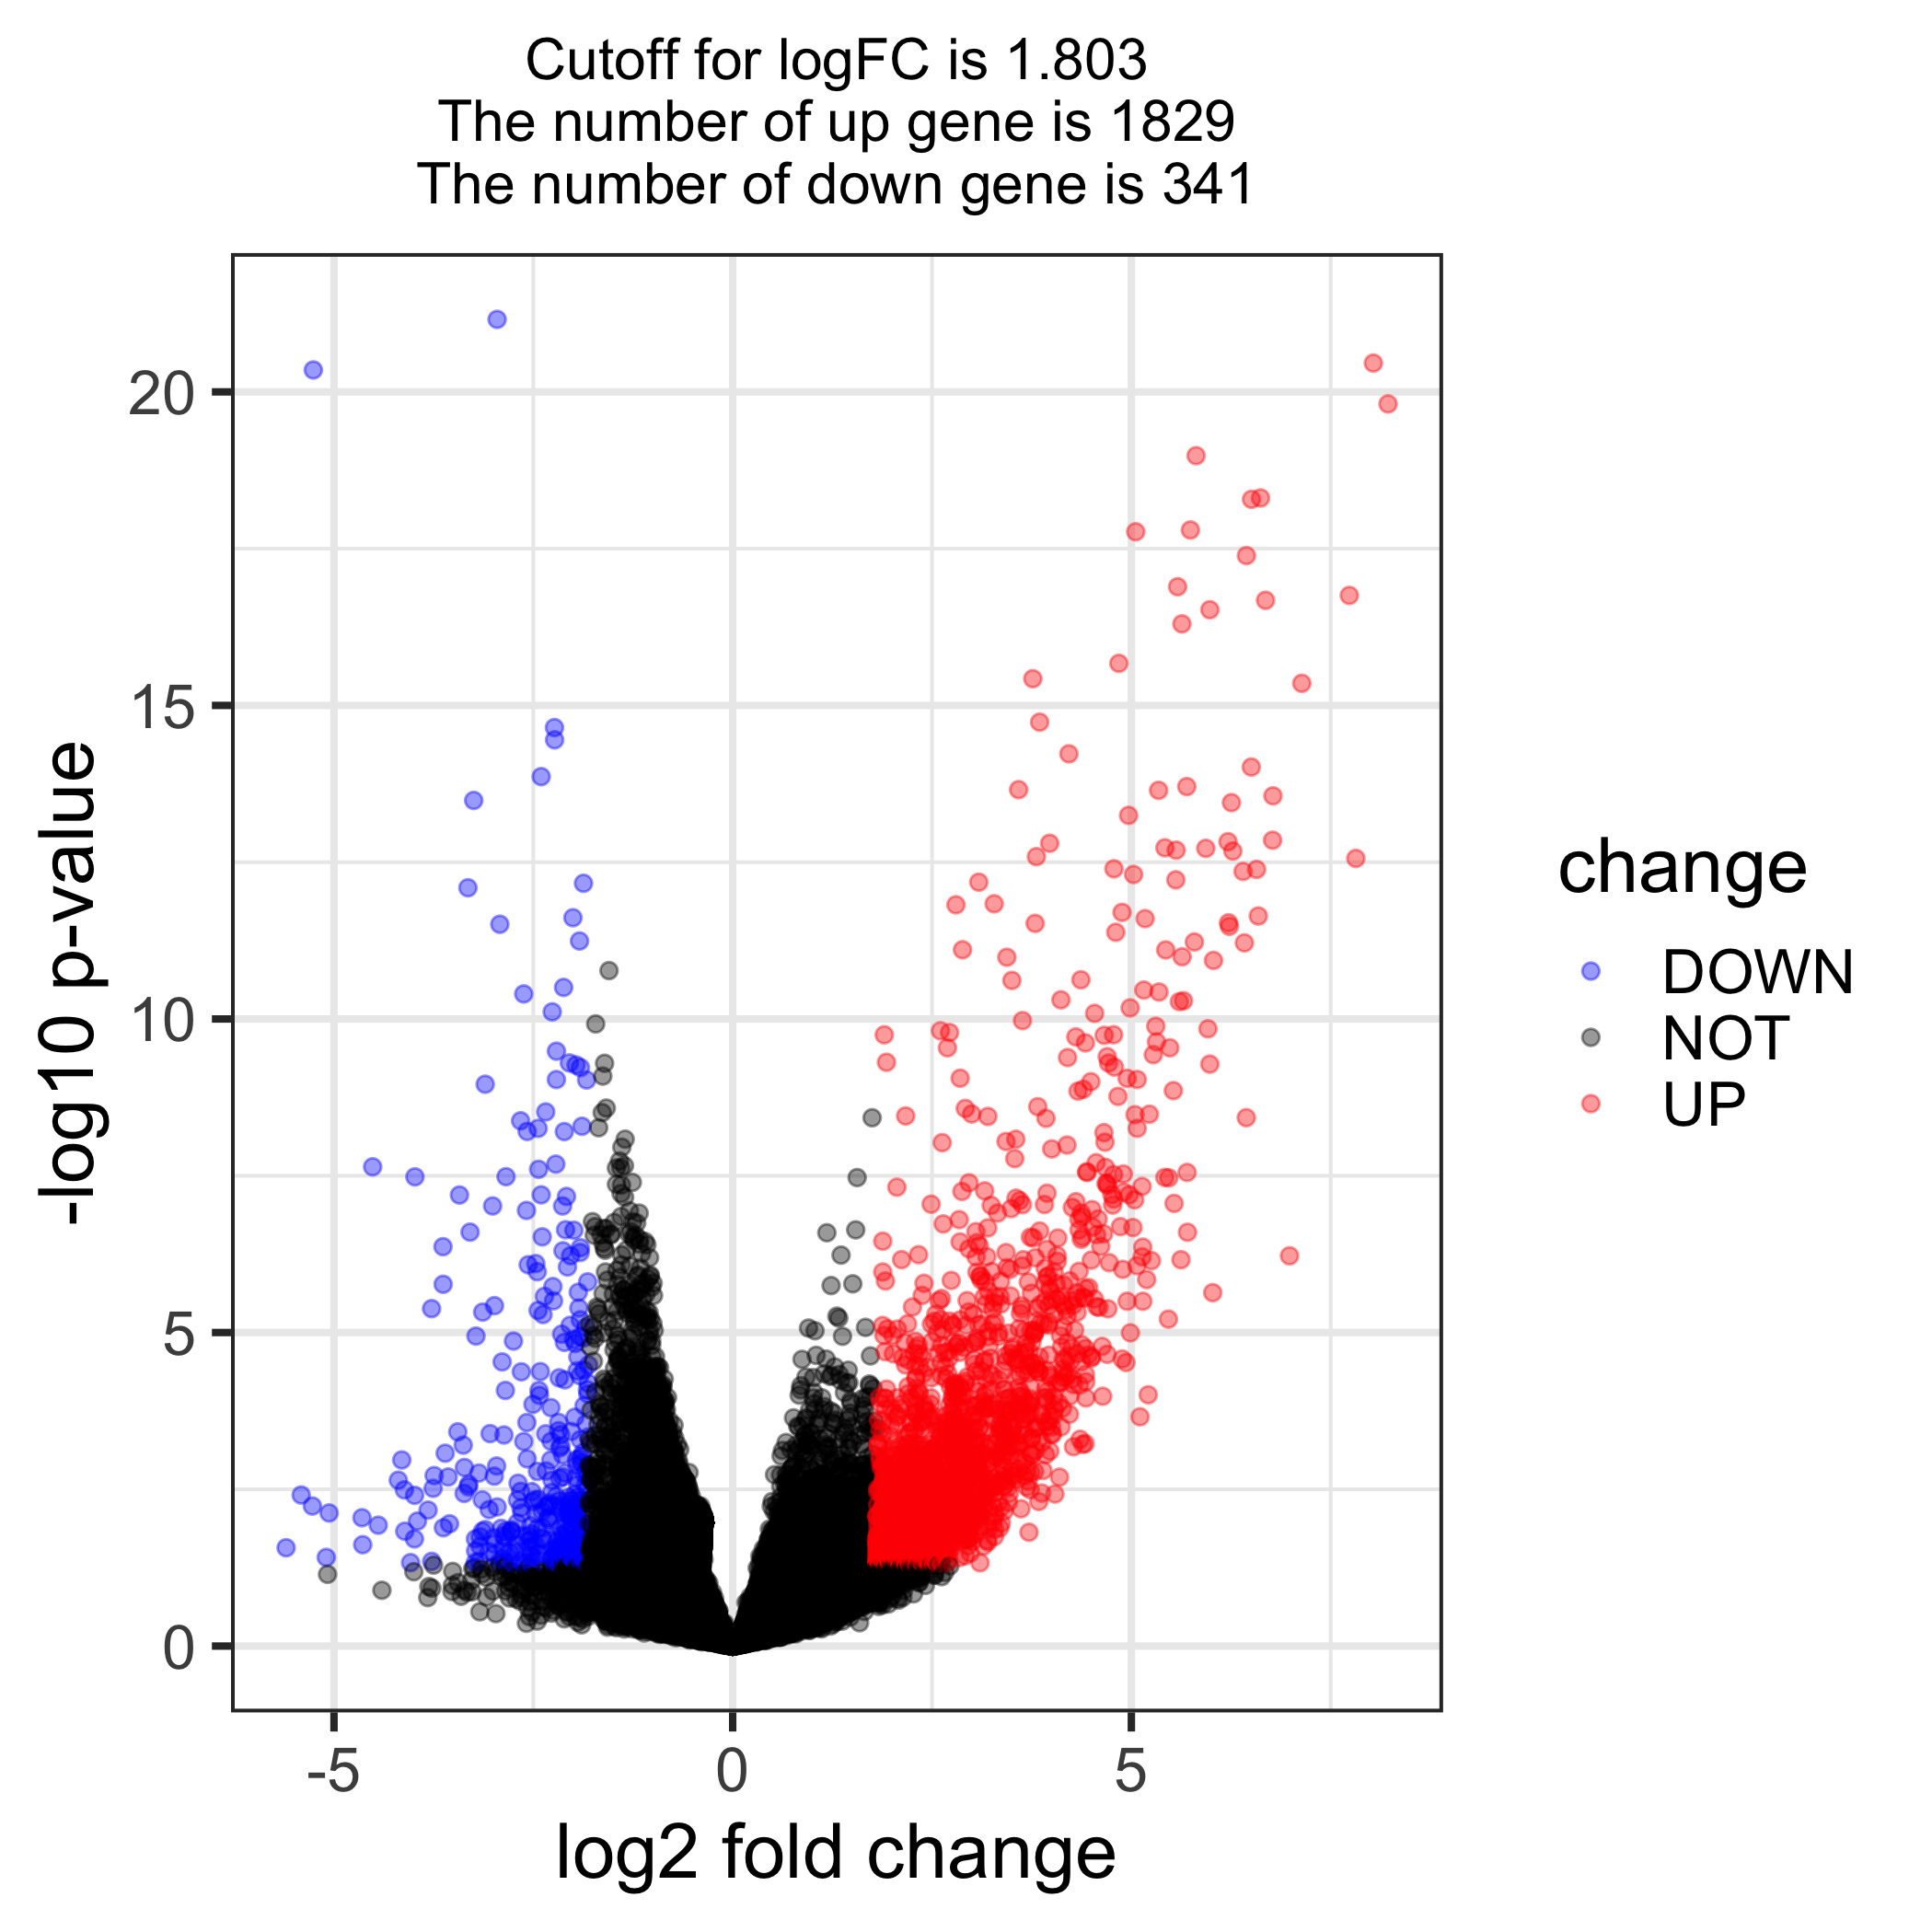 Cutoff for logFC is 1.803
The number of up gene is 1829
The number of down gene is 341
20
15
10
5
0
-log10 p-value
-5
0
5
log2 fold change
change
DOWN
NOT
UP